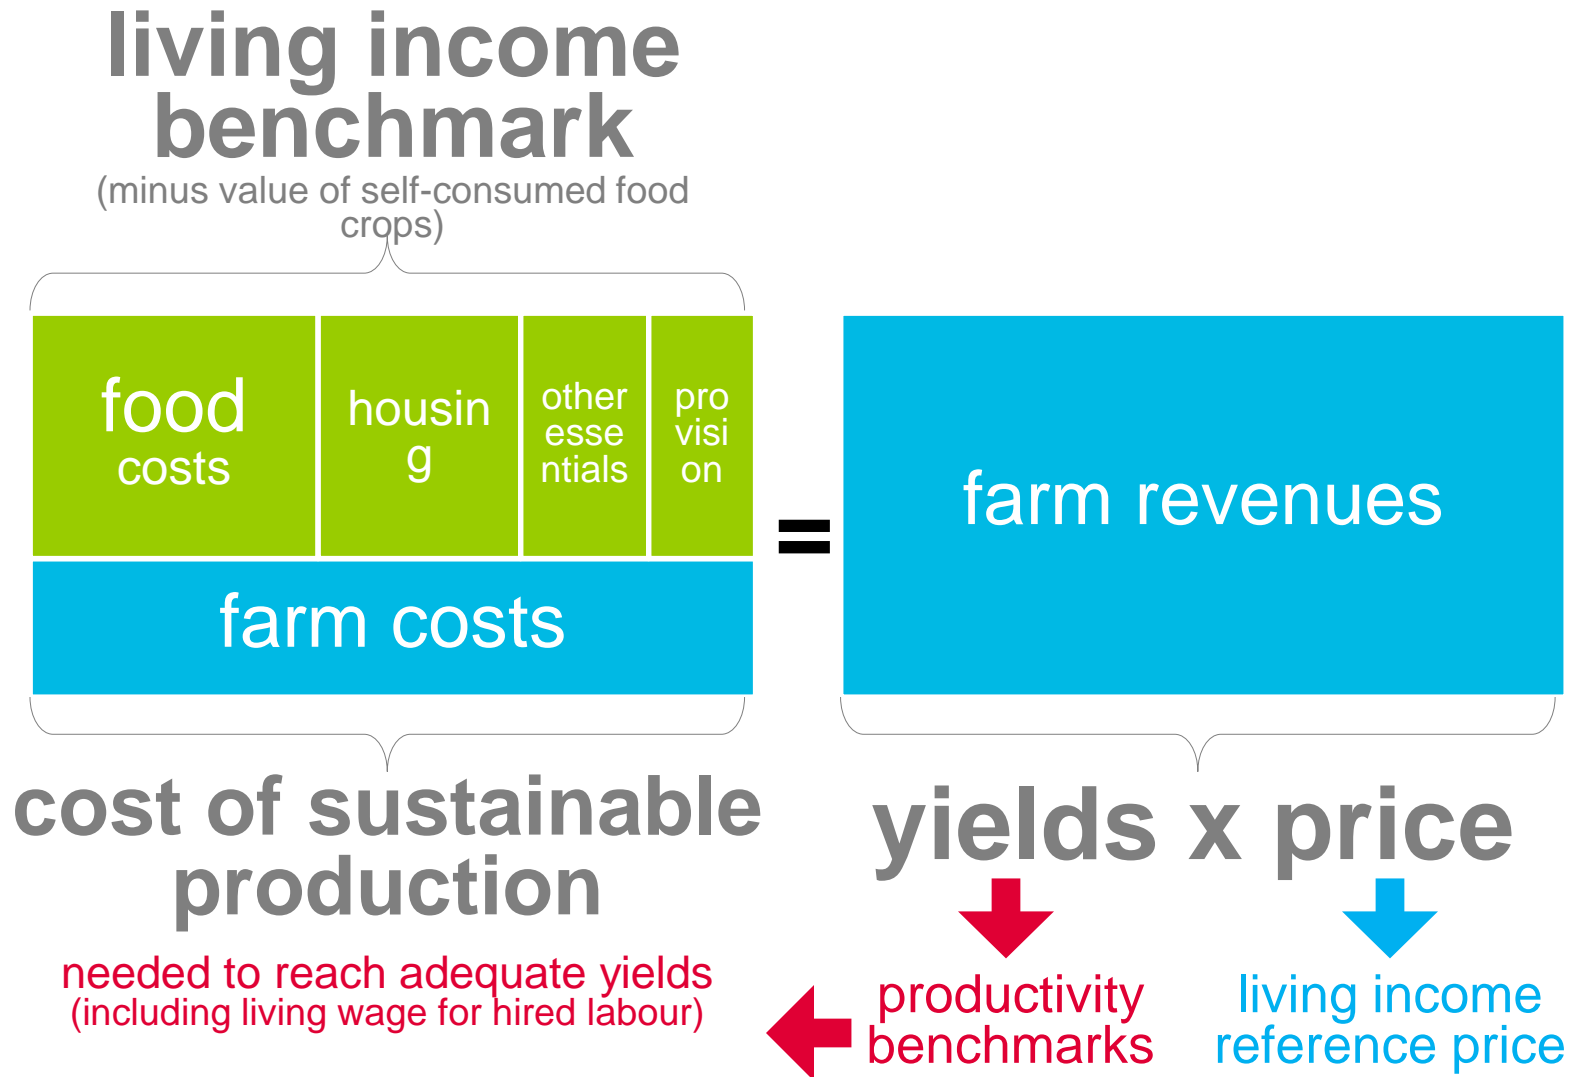 living income
benchmark
(minus value of self-consumed food
crops)
food
costs
housin
g
other
esse
ntials
pro
visi
on
farm costs
=
farm revenues
cost of sustainable
production
needed to reach adequate yields
(including living wage for hired labour)
yields x price
productivity
benchmarks
living income
reference price